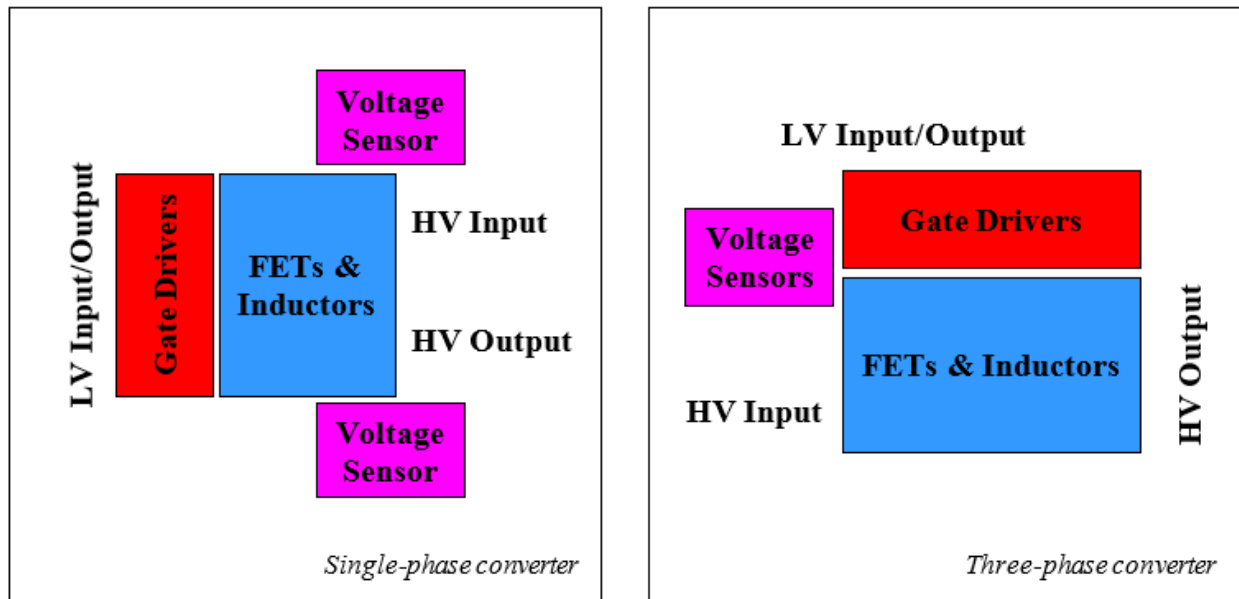 Voltage
Sensor
LV Input/Output
Gate Drivers
FETs &
Inductors
HV Input
HV Output
Voltage
Sensor
Single-phase converter
LV Input/Output
Gate Drivers
Voltage
Sensors
FETs & Inductors
HV Input
HV Output
Three-phase converter